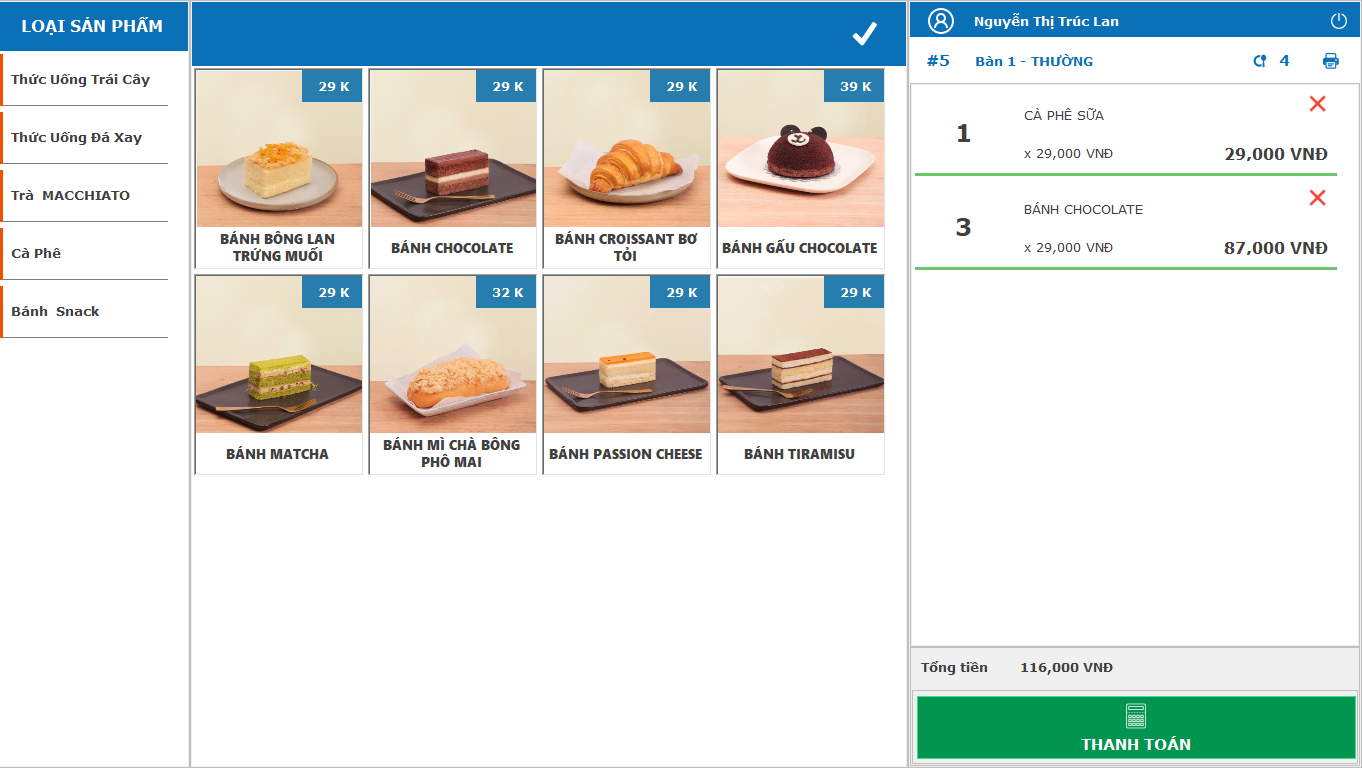 LOẠI SẢN PHẨM
Thức Uống Trái Cây
Thức Uống Đá Xay
Trà MACCHIATO
Cà Phê
Bánh Snack
29 K
29 K
29 K
39 K
BÁNH BÔNG LAN
TRỨNG MUỐI
BÁNH CHOCOLATE
BÁNH CROISSANT BƠ
TỎI
BÁNH GẤU CHOCOLATE
29 K
32 K
29 K
29 K
BÁNH MATCHA
BÁNH MÌ CHÀ BÔNG
PHÔ MAI
BÁNH PASSION CHEESE
BÁNH TIRAMISU
Nguyễn Thị Trúc Lan
#5 Bàn 1 - THƯỜNG 4
CÀ PHÊ SỮA
1
x 29,000 VNĐ 29,000 VNĐ
BÁNH CHOCOLATE
3
x 29,000 VNĐ 87,000 VNĐ
Tổng tiền 116,000 VNĐ
THANH TOÁN